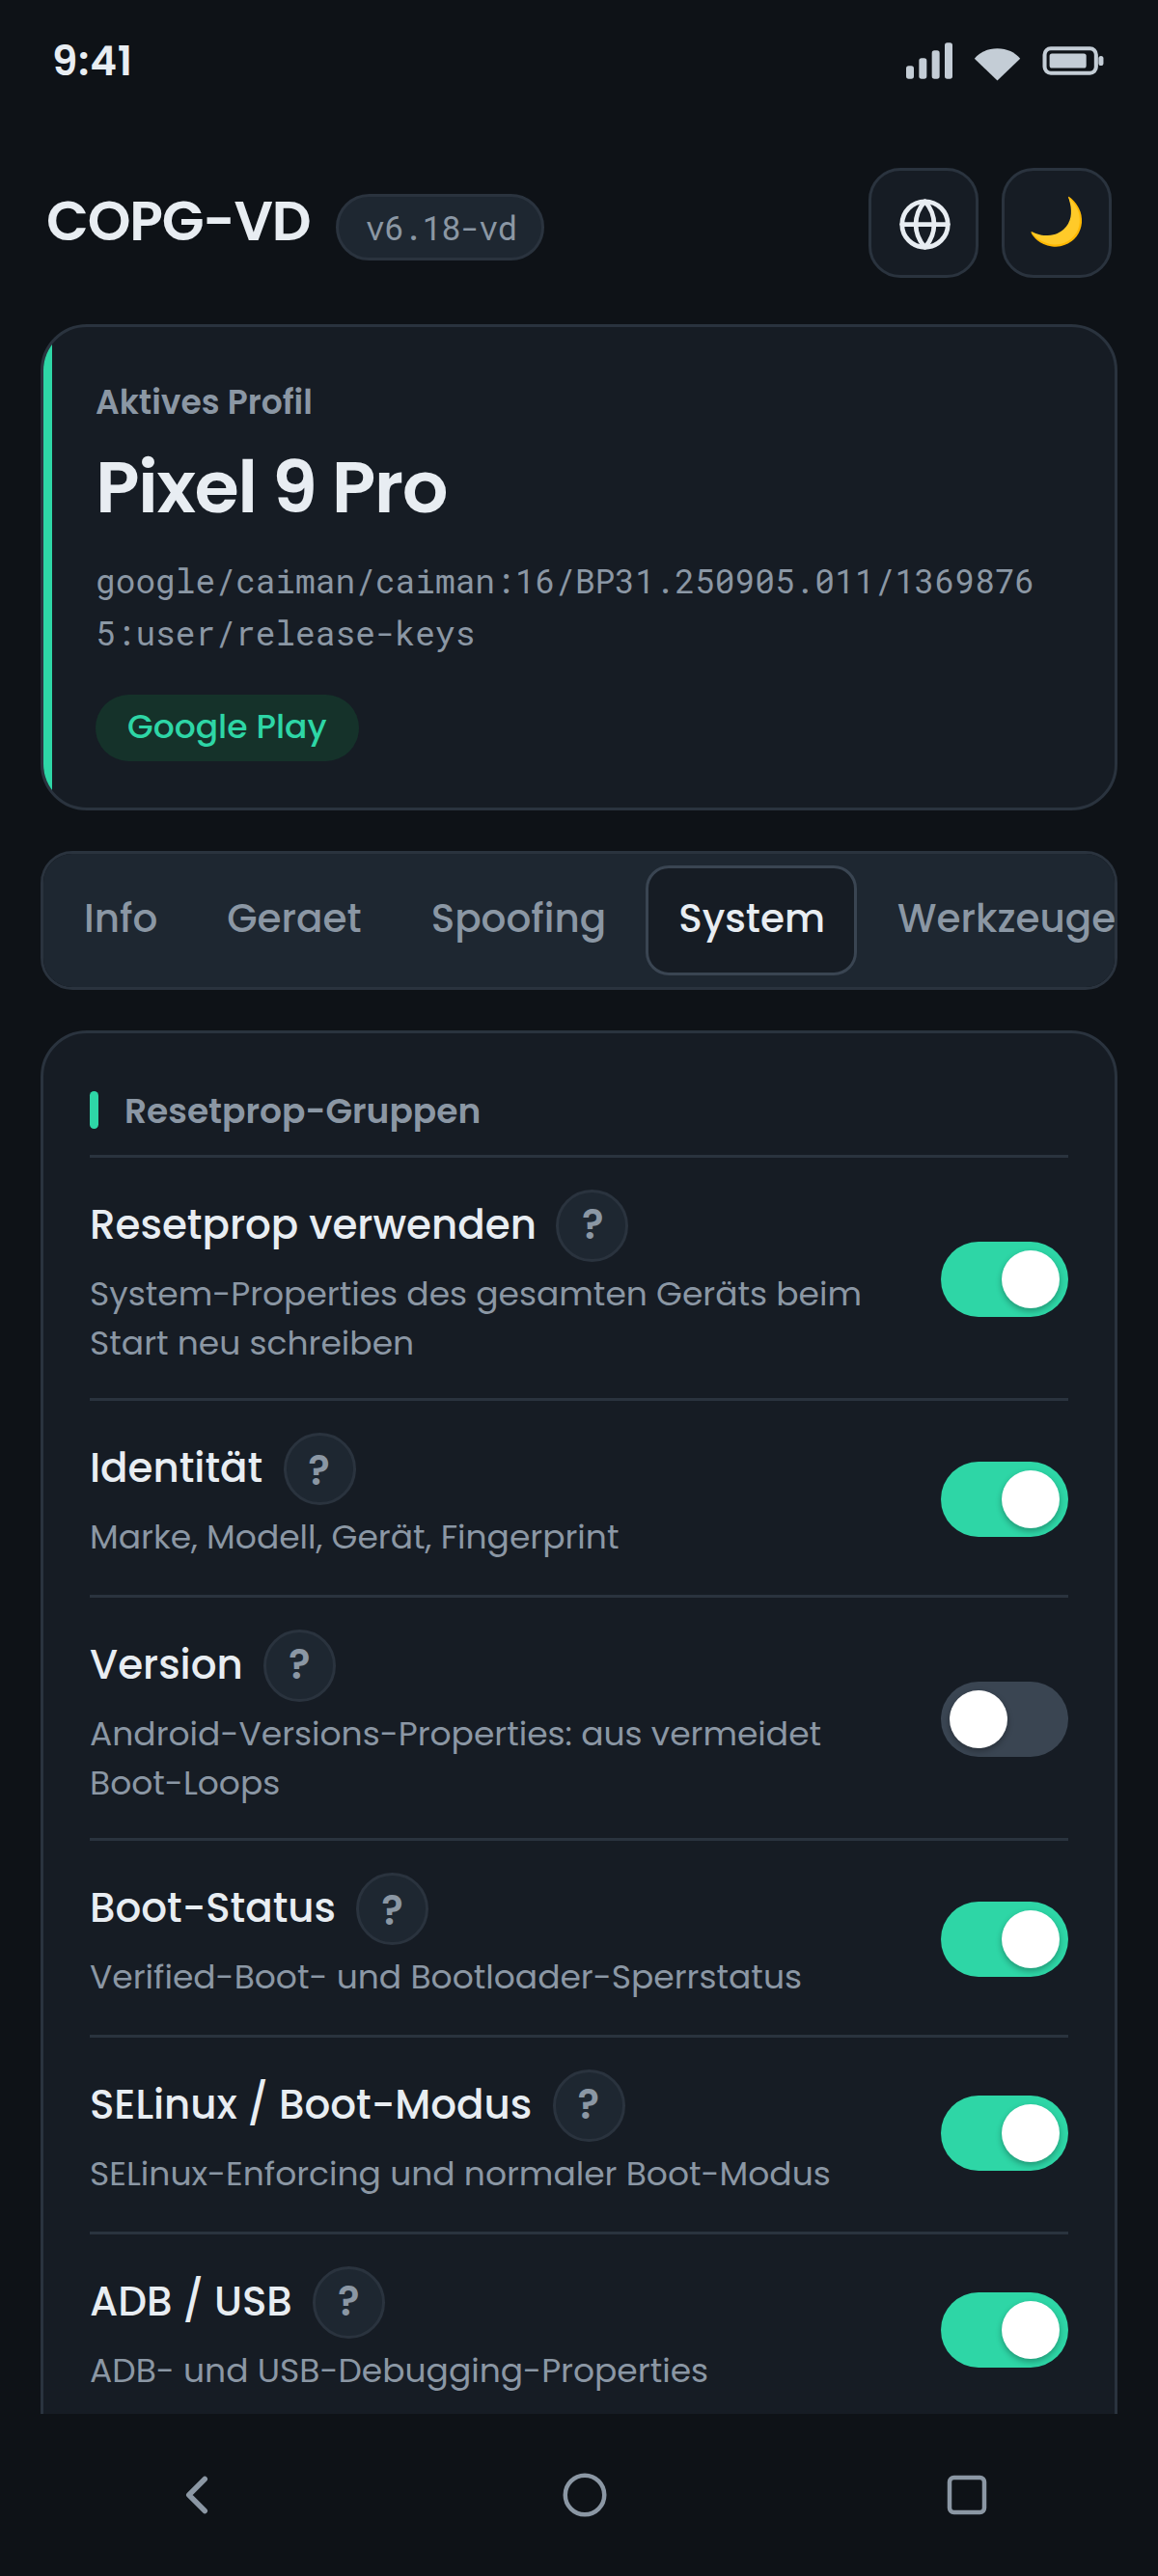 9:41
COPG-VD v6.18-vd
Aktives Profil
Pixel 9 Pro
google/caiman/caiman:16/BP31.250905.011/1369876
5:user/release-keys
Google Play
Info Geraet Spoofing System Werkzeuge
Resetprop-Gruppen
Resetprop verwenden ?
System-Properties des gesamten Geräts beim
Start neu schreiben
Identität ?
Marke, Modell, Gerät, Fingerprint
Version ?
Android-Versions-Properties: aus vermeidet
Boot-Loops
Boot-Status ?
Verified-Boot- und Bootloader-Sperrstatus
SELinux / Boot-Modus ?
SELinux-Enforcing und normaler Boot-Modus
ADB / USB ?
ADB- und USB-Debugging-Properties